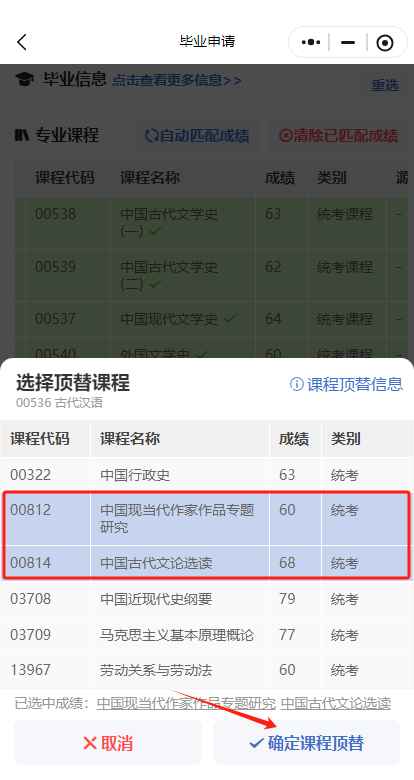 毕业申请
毕业信息 点击查看更多信息>> 重选
专业课程 自动匹配成绩 清除已匹配成绩
课程代码 课程名称 成绩 类别 源
00538 中国古代文学史(一) 63 统考课程 -
00539 中国古代文学史(二) 62 统考课程 -
00537 中国现代文学史 64 统考课程 -
00540 外国文学史 60 统考课程 -
选择顶替课程 课程顶替信息
00536 古代汉语
课程代码 课程名称 成绩 类别
00322 中国行政史 63 统考
00812 中国现当代作家作品专题研究 60 统考
00814 中国古代文论选读 68 统考
03708 中国近现代史纲要 79 统考
03709 马克思主义基本原理概论 77 统考
13967 劳动关系与劳动法 60 统考
已选中成绩：中国现当代作家作品专题研究 中国古代文论选读
取消 确定课程顶替